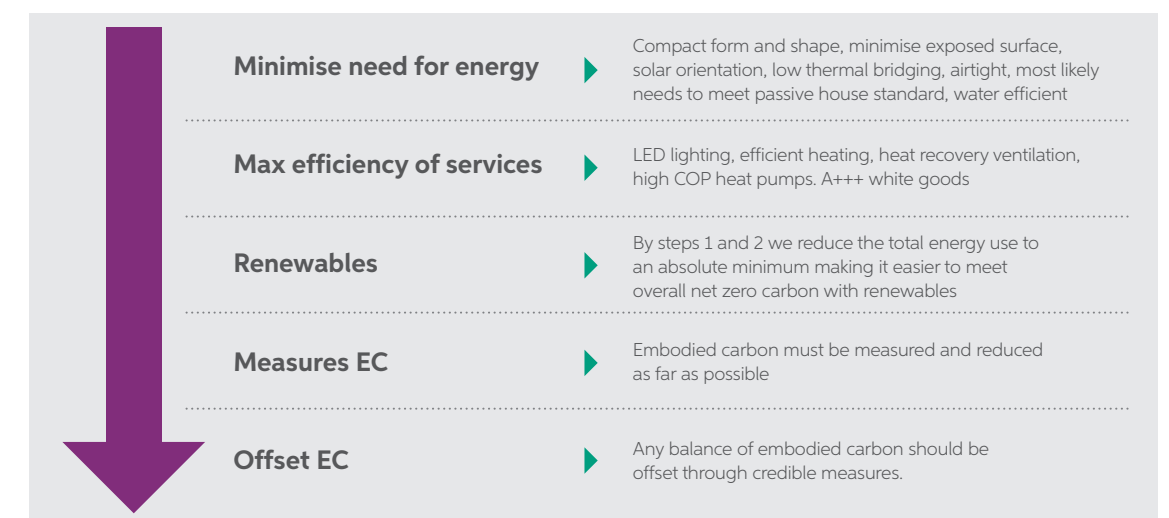 Minimise need for energy
Compact form and shape, minimise exposed surface,
solar orientation, low thermal bridging, airtight, most likely
needs to meet passive house standard, water efficient
Max efficiency of services
LED lighting, efficient heating, heat recovery ventilation,
high COP heat pumps. A+++ white goods
Renewables
By steps 1 and 2 we reduce the total energy use to
an absolute minimum making it easier to meet
overall net zero carbon with renewables
Measures EC
Embodied carbon must be measured and reduced
as far as possible
Offset EC
Any balance of embodied carbon should be
offset through credible measures.